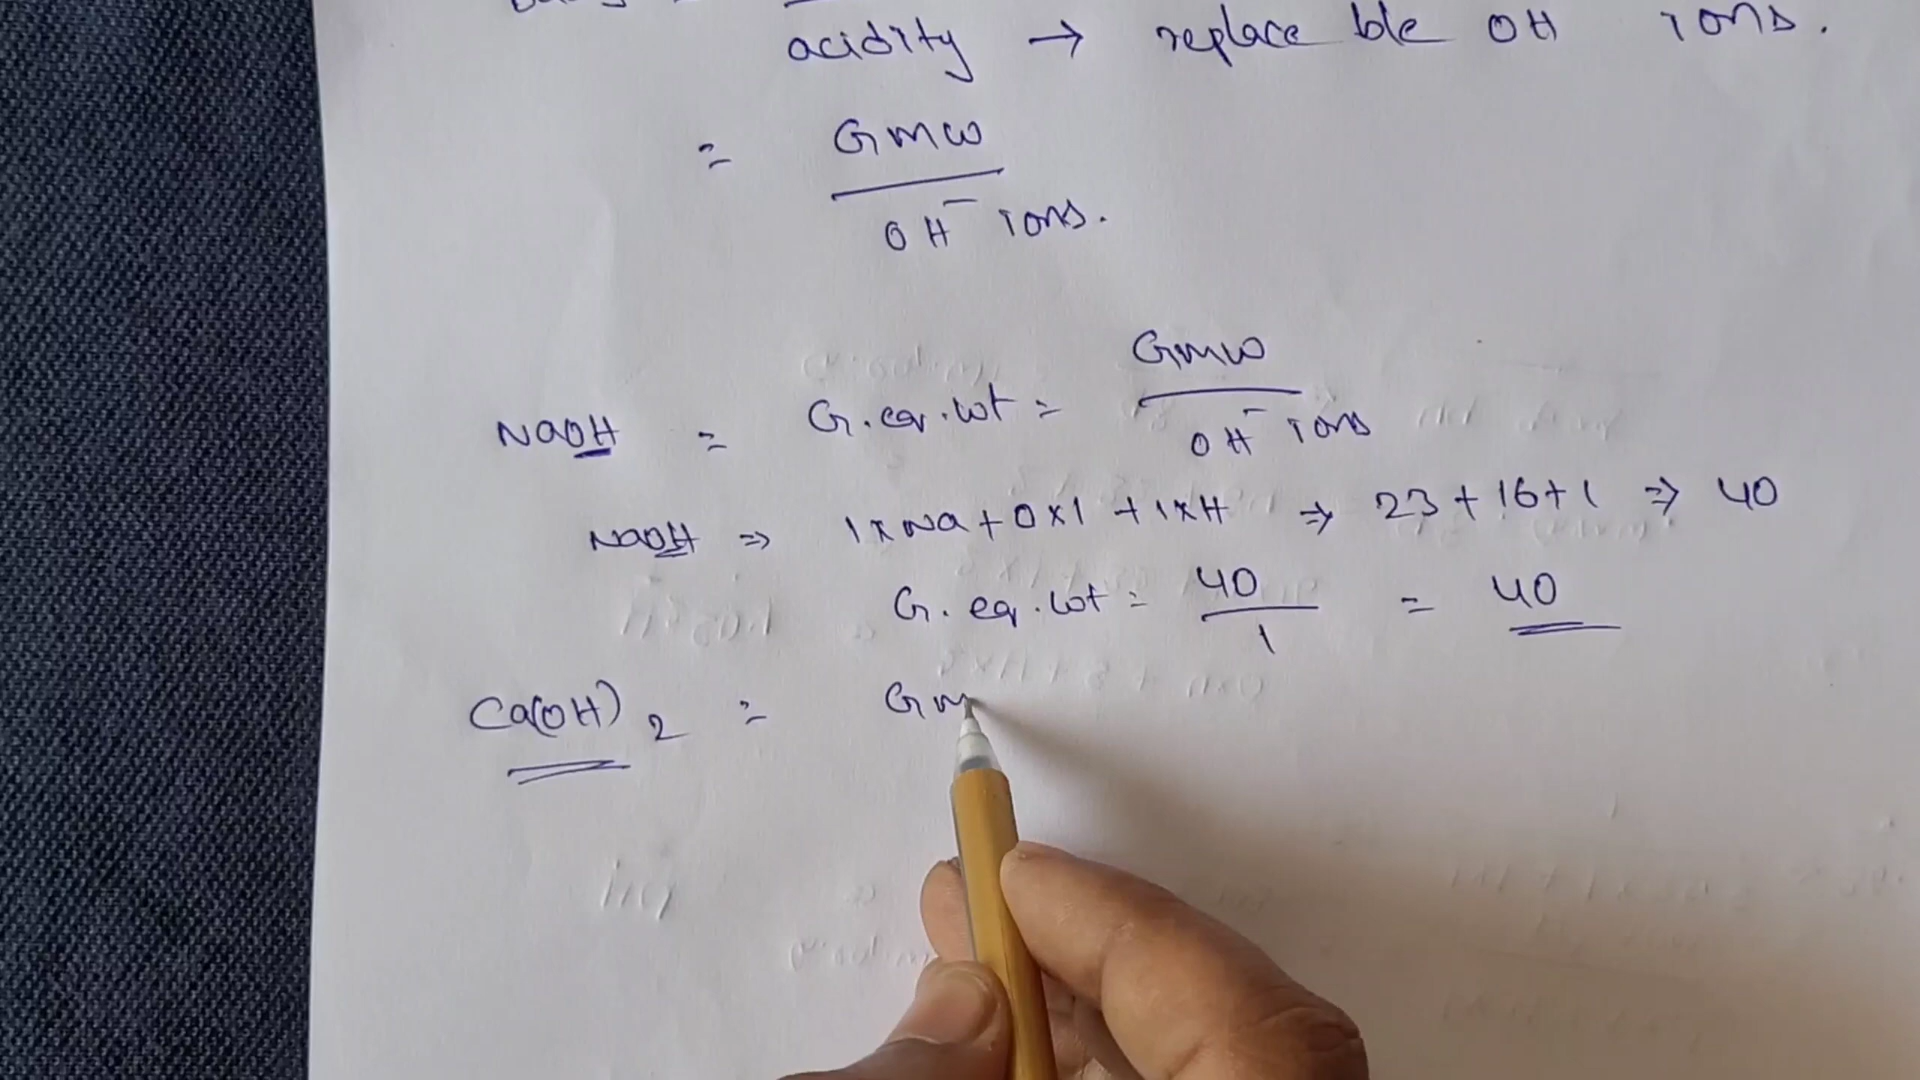 acidity → replaceable OH ions.
= GMW
OH⁻ ions.
NaOH = G.eq.wt = GMW
OH⁻ ions
NaOH ⇒ 1×Na + O×1 + 1×H ⇒ 23+16+1 ⇒ 40
G.eq.wt = 40 = 40
1
Ca(OH)2 = GM